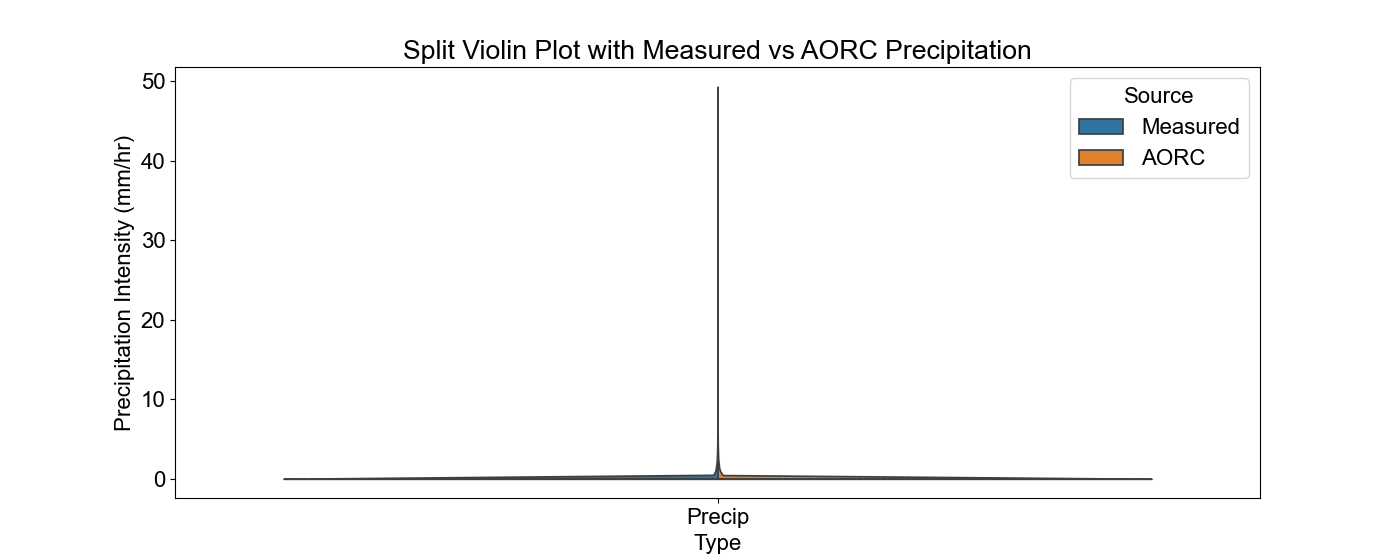 Split Violin Plot with Measured vs AORC Precipitation
Precipitation Intensity (mm/hr)
50
40
30
20
10
0
Source
Measured
AORC
Precip
Type